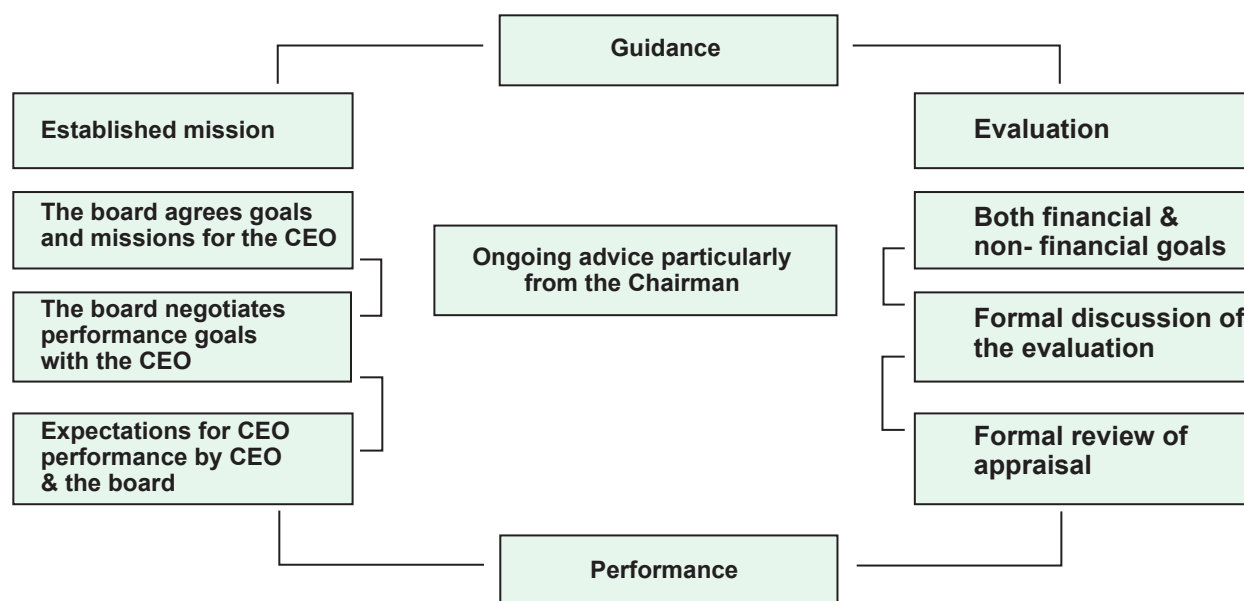 Guidance
Established mission
The board agrees goals
and missions for the CEO
The board negotiates
performance goals
with the CEO
Expectations for CEO
performance by CEO
& the board
Ongoing advice particularly
from the Chairman
Evaluation
Both financial &
non- financial goals
Formal discussion of
the evaluation
Formal review of
appraisal
Performance